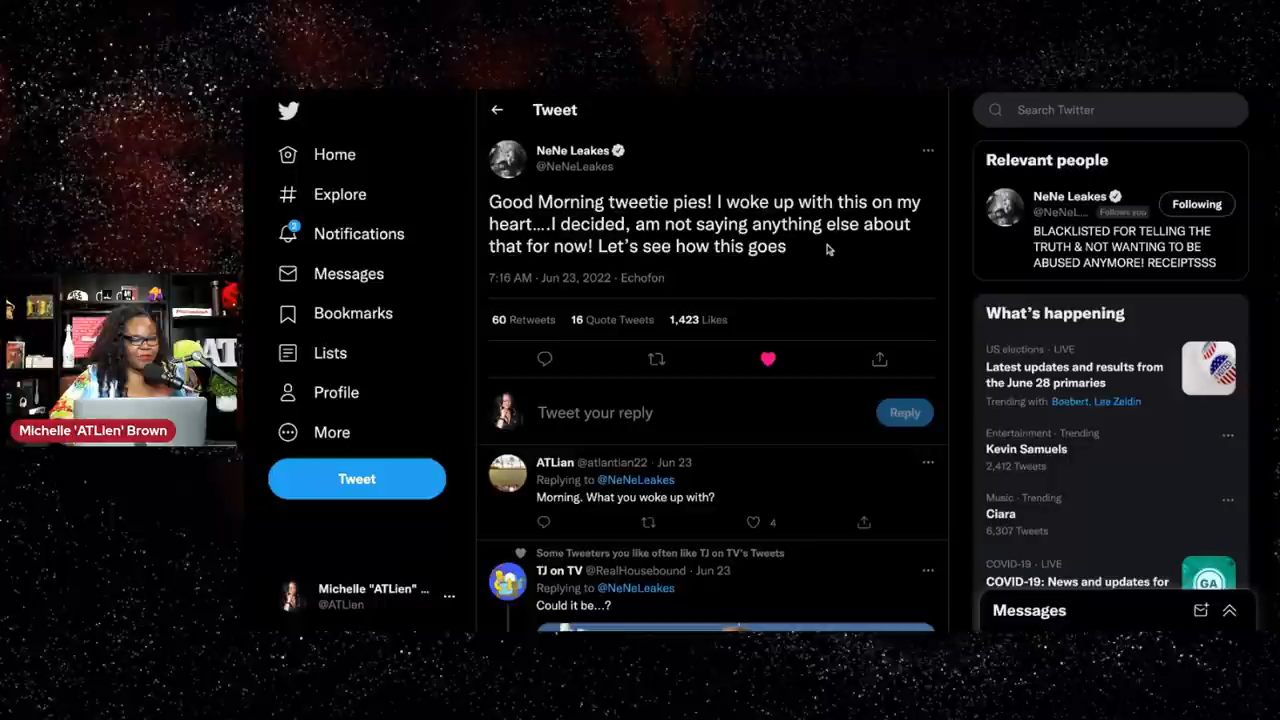 Home
Explore
2
Notifications
Messages
Bookmarks
Lists
Profile
More
Tweet
Michelle "ATLien" ...
@ATLien
AT
Michelle 'ATLIen' Brown
Tweet
NeNe Leakes
@NeNeLeakes
Good Morning tweetie pies! I woke up with this on my
heart....I decided, am not saying anything else about
that for now! Let's see how this goes
7:16 AM · Jun 23, 2022 · Echofon
60 Retweets 16 Quote Tweets 1,423 Likes
Tweet your reply
Reply
ATLian @atlantian22 · Jun 23
Replying to @NeNeLeakes
Morning. What you woke up with?
4
Some Tweeters you like often like TJ on TV's Tweets
TJ on TV @RealHousebound · Jun 23
Replying to @NeNeLeakes
Could it be...?
Search Twitter
Relevant people
NeNe Leakes
@NeNeL... Follows you
Following
BLACKLISTED FOR TELLING THE
TRUTH & NOT WANTING TO BE
ABUSED ANYMORE! RECEIPTSSS
What's happening
US elections · LIVE
Latest updates and results from
the June 28 primaries
Trending with Boebert, Lee Zeldin
Entertainment · Trending
Kevin Samuels
2,412 Tweets
Music · Trending
Ciara
6,307 Tweets
COVID-19 · LIVE
COVID-19: News and updates for
GA
Messages